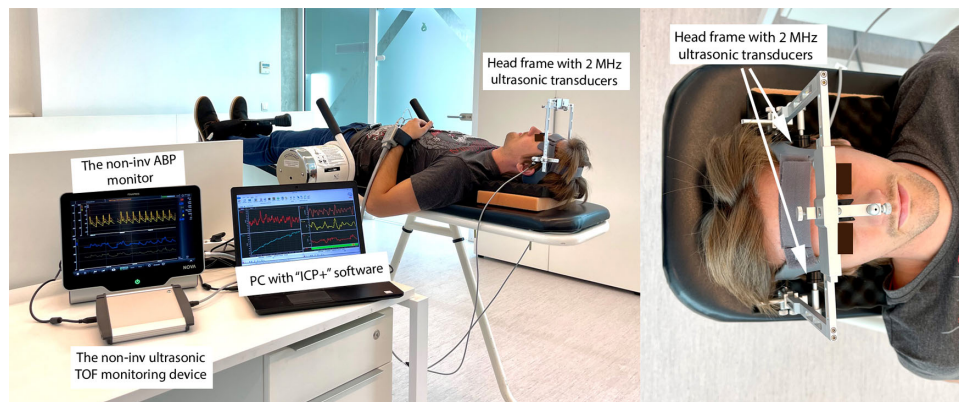 Head frame with 2 MHz
ultrasonic transducers
Head frame with 2 MHz
ultrasonic transducers
The non-inv ABP
monitor
NOVA
PC with "ICP+" software
The non-inv ultrasonic
TOF monitoring device